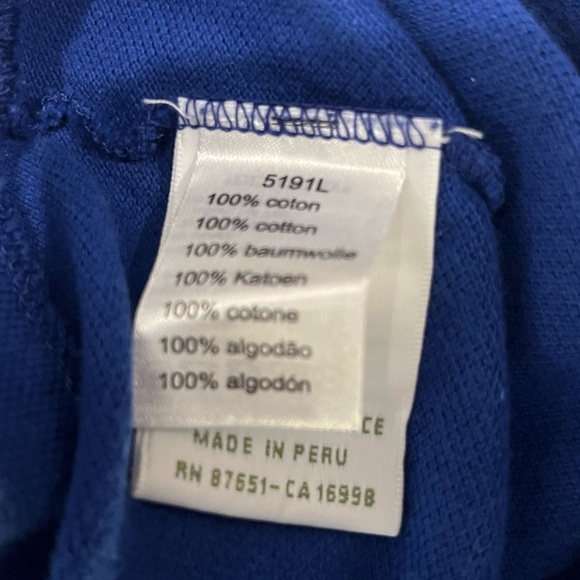 5191L
100% coton
100% cotton
100% baumwolle
100% Katoen
100% cotone
100% algodão
100% algodón
CE
MADE IN PERU
RN 87651-CA 16998